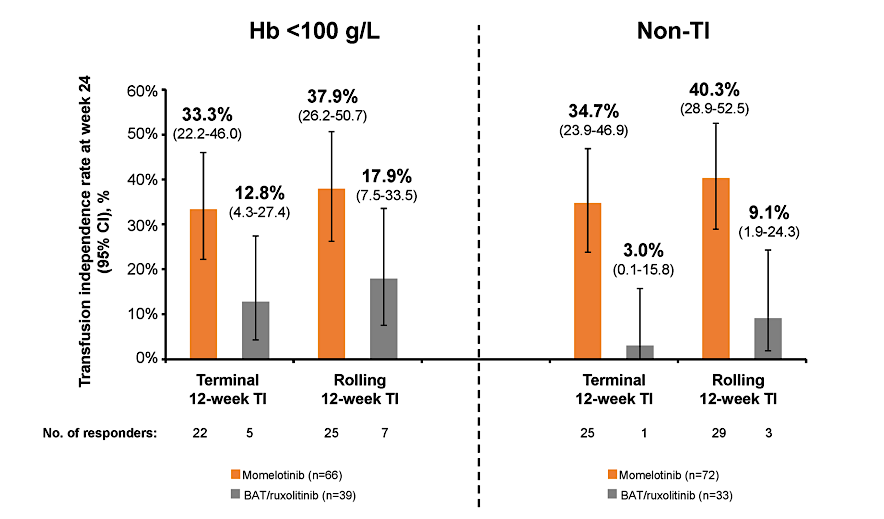 Hb <100 g/L
Non-TI
Transfusion independence rate at week 24
(95% CI), %
60%
50%
40%
30%
20%
10%
0%
33.3%
(22.2-46.0)
12.8%
(4.3-27.4)
37.9%
(26.2-50.7)
17.9%
(7.5-33.5)
34.7%
(23.9-46.9)
3.0%
(0.1-15.8)
40.3%
(28.9-52.5)
9.1%
(1.9-24.3)
Terminal
12-week TI
Rolling
12-week TI
Terminal
12-week TI
Rolling
12-week TI
No. of responders: 22 5 25 7 25 1 29 3
Momelotinib (n=66)
BAT/ruxolitinib (n=39)
Momelotinib (n=72)
BAT/ruxolitinib (n=33)